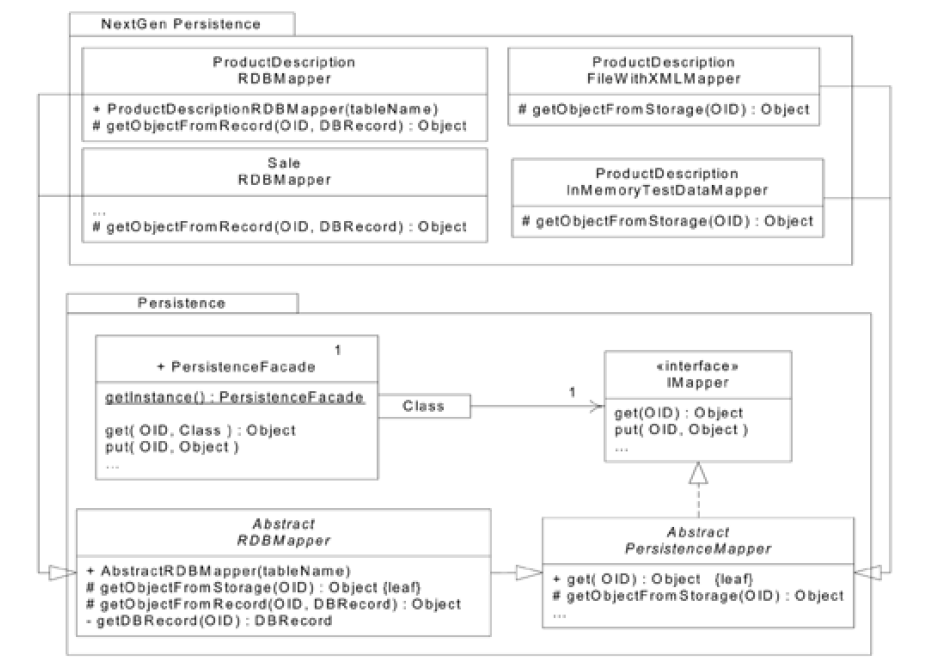 NextGen Persistence
ProductDescription
RDBMapper
+ ProductDescriptionRDBMapper(tableName)
# getObjectFromRecord(OID, DBRecord) : Object
Sale
RDBMapper
...
# getObjectFromRecord(OID, DBRecord) : Object
ProductDescription
FileWithXMLMapper
# getObjectFromStorage(OID) : Object
ProductDescription
InMemoryTestDataMapper
# getObjectFromStorage(OID) : Object
Persistence
1
+ PersistenceFacade
getInstance() : PersistenceFacade
get( OID, Class ) : Object
put( OID, Object )
...
Class
1
«interface»
IMapper
get(OID) : Object
put( OID, Object )
...
Abstract
RDBMapper
+ AbstractRDBMapper(tableName)
# getObjectFromStorage(OID) : Object {leaf}
# getObjectFromRecord(OID, DBRecord) : Object
- getDBRecord(OID) : DBRecord
Abstract
PersistenceMapper
+ get( OID) : Object {leaf}
# getObjectFromStorage(OID) : Object
...